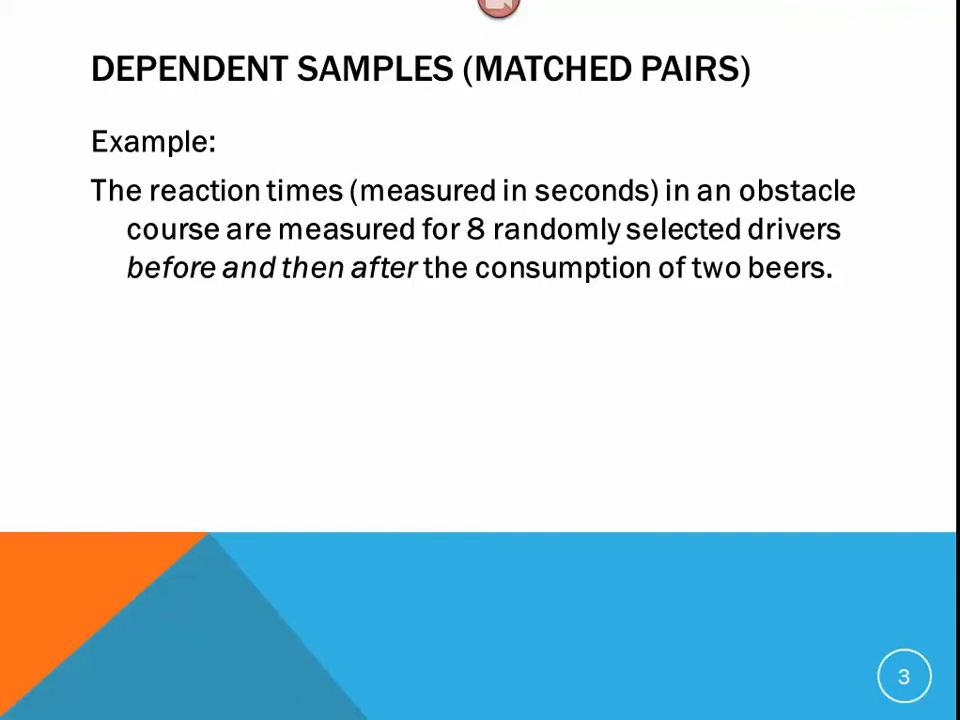 DEPENDENT SAMPLES (MATCHED PAIRS)
Example:
The reaction times (measured in seconds) in an obstacle
course are measured for 8 randomly selected drivers
before and then after the consumption of two beers.
3